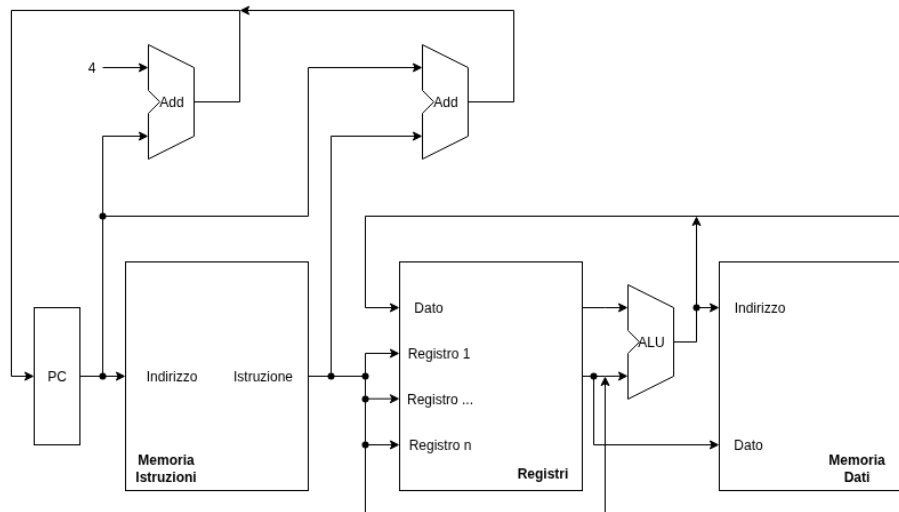 4
Add
Add
PC
Indirizzo
Istruzione
Memoria
Istruzioni
Dato
Registro 1
Registro ...
Registro n
Registri
ALU
Indirizzo
Dato
Memoria
Dati